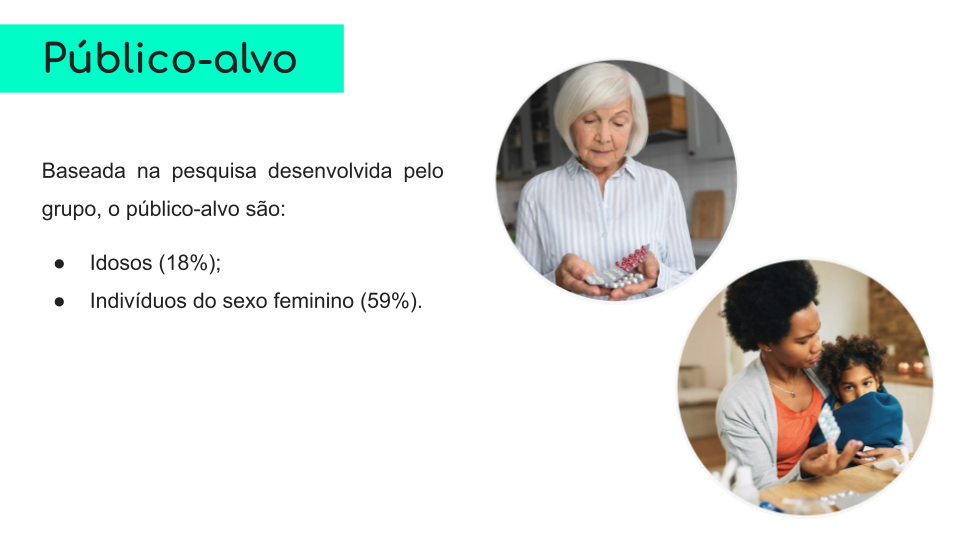 Público-alvo
Baseada na pesquisa desenvolvida pelo
grupo, o público-alvo são:
● Idosos (18%);
● Indivíduos do sexo feminino (59%).